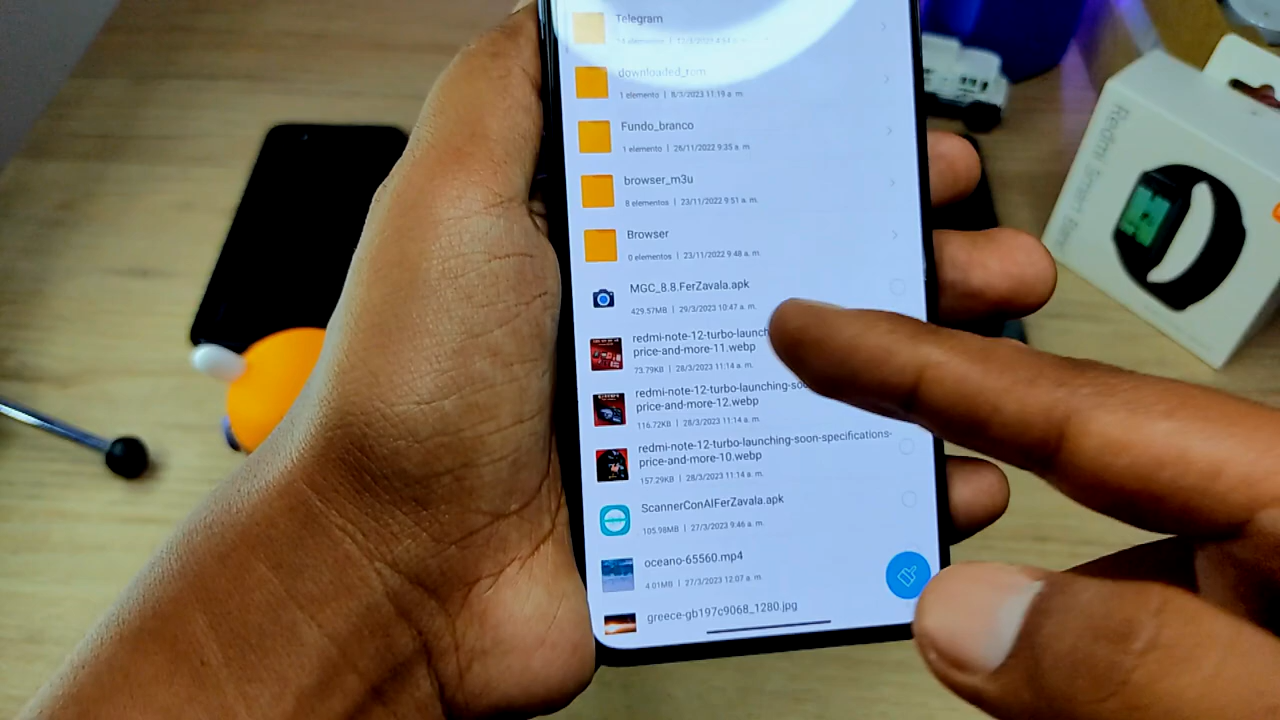 Telegram
downloaded_rom
1 elemento | 8/3/2023 11:19 a. m.
Fundo_branco
1 elemento | 26/11/2022 9:35 a. m.
browser_m3u
8 elementos | 23/11/2022 9:51 a. m.
Browser
0 elementos | 23/11/2022 9:48 a. m.
MGC_8.8.FerZavala.apk
429.57MB | 29/3/2023 10:47 a. m.
redmi-note-12-turbo-launch
price-and-more-11.webp
73.79KB | 28/3/2023 11:14 a. m.
redmi-note-12-turbo-launching-soo
price-and-more-12.webp
116.72KB | 28/3/2023 11:14 a. m.
redmi-note-12-turbo-launching-soon-specifications-
price-and-more-10.webp
157.29KB | 28/3/2023 11:14 a. m.
ScannerConAIFerZavala.apk
105.98MB | 27/3/2023 9:46 a. m.
oceano-65560.mp4
4.01MB | 27/3/2023 12:07 a. m.
greece-gb197c9068_1280.jpg
Redmi Smart